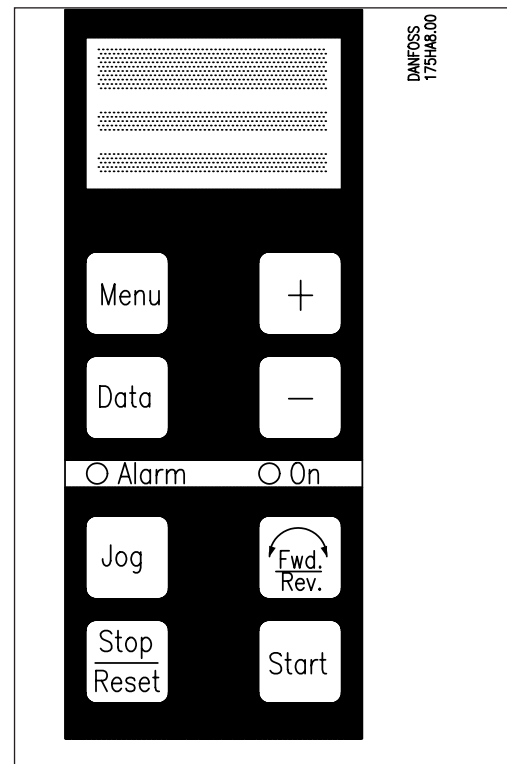 DANFOSS
175HA8.00
Menu
+
Data
−
Alarm
On
Jog
Fwd.
Rev.
Stop
Reset
Start